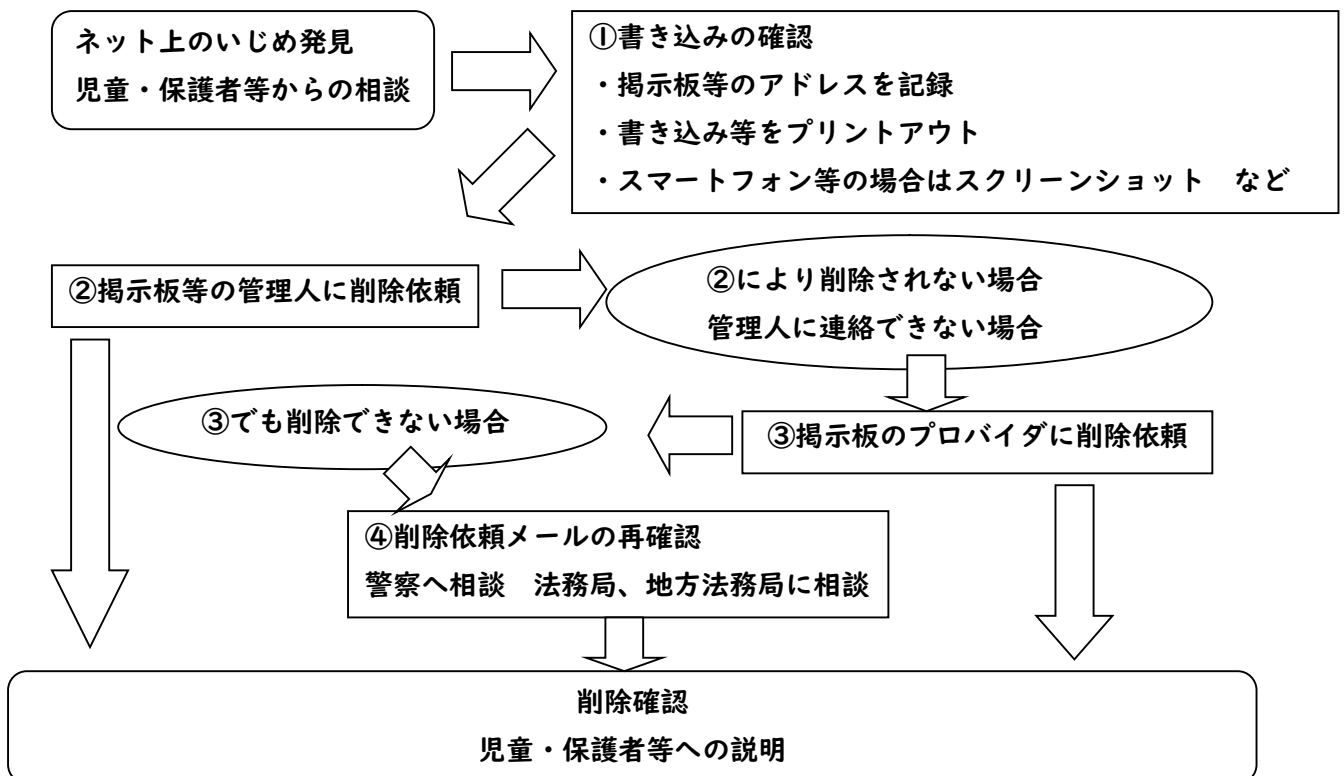 ネット上のいじめ発見
児童・保護者等からの相談
①書き込みの確認
・掲示板等のアドレスを記録
・書き込み等をプリントアウト
・スマートフォン等の場合はスクリーンショット　など
②掲示板等の管理人に削除依頼
②により削除されない場合
管理人に連絡できない場合
③でも削除できない場合
③掲示板のプロバイダに削除依頼
④削除依頼メールの再確認
警察へ相談　法務局、地方法務局に相談
削除確認
児童・保護者等への説明